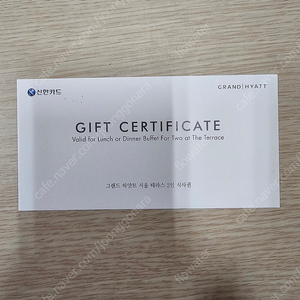 신한카드
GRAND | HYATT
GIFT CERTIFICATE
Valid for Lunch or Dinner Buffet For Two at The Terrace
그랜드 하얏트 서울 테라스 2인 식사권